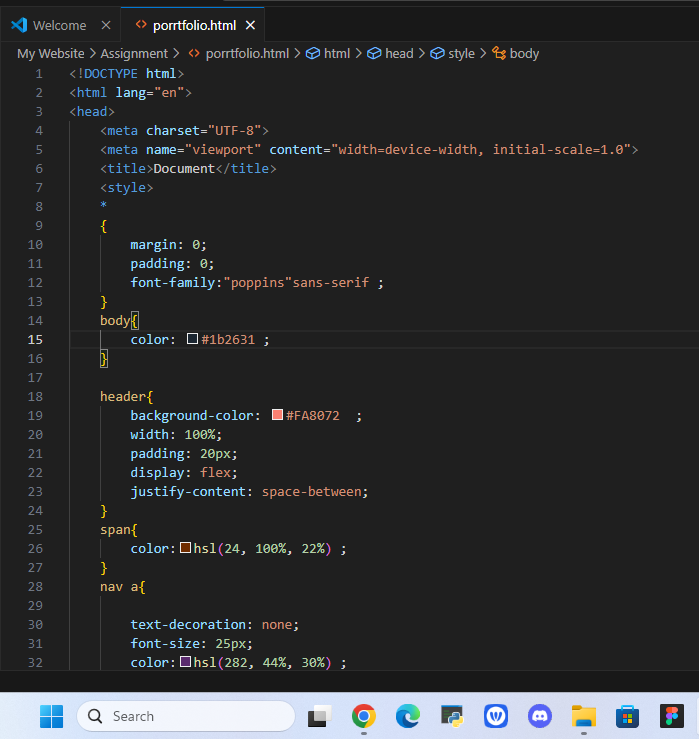 Welcome porrtfolio.html
My Website > Assignment > porrtfolio.html > html > head > style > body
1 <!DOCTYPE html>
2 <html lang="en">
3 <head>
4 <meta charset="UTF-8">
5 <meta name="viewport" content="width=device-width, initial-scale=1.0">
6 <title>Document</title>
7 <style>
8 *
9 {
10 margin: 0;
11 padding: 0;
12 font-family:"poppins"sans-serif ;
13 }
14 body{
15 color: #1b2631 ;
16 }
17
18 header{
19 background-color: #FA8072  ;
20 width: 100%;
21 padding: 20px;
22 display: flex;
23 justify-content: space-between;
24 }
25 span{
26 color: hsl(24, 100%, 22%) ;
27 }
28 nav a{
29
30 text-decoration: none;
31 font-size: 25px;
32 color: hsl(282, 44%, 30%) ;
Search